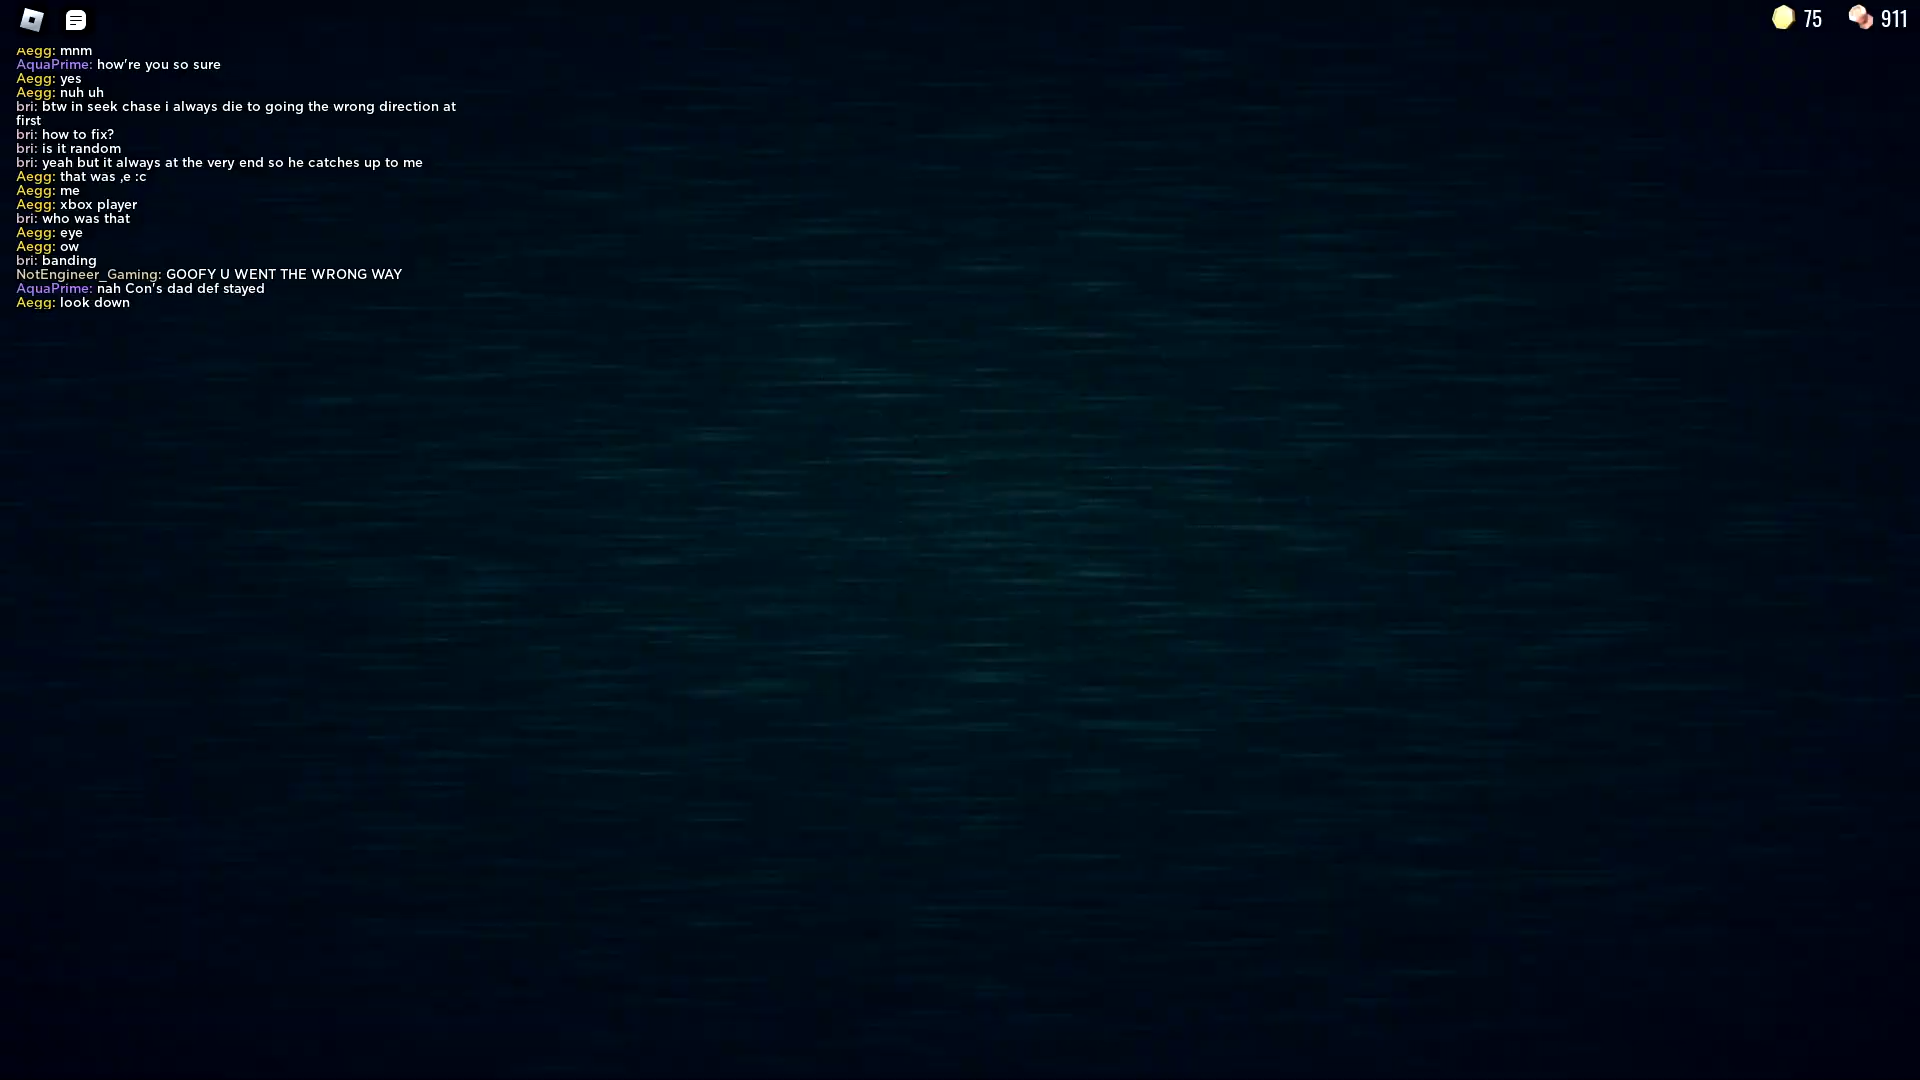 75
911
Aegg: mnm
AquaPrime: how're you so sure
Aegg: yes
Aegg: nuh uh
bri: btw in seek chase i always die to going the wrong direction at
first
bri: how to fix?
bri: is it random
bri: yeah but it always at the very end so he catches up to me
Aegg: that was ,e :c
Aegg: me
Aegg: xbox player
bri: who was that
Aegg: eye
Aegg: ow
bri: banding
NotEngineer_Gaming: GOOFY U WENT THE WRONG WAY
AquaPrime: nah Con's dad def stayed
Aegg: look down